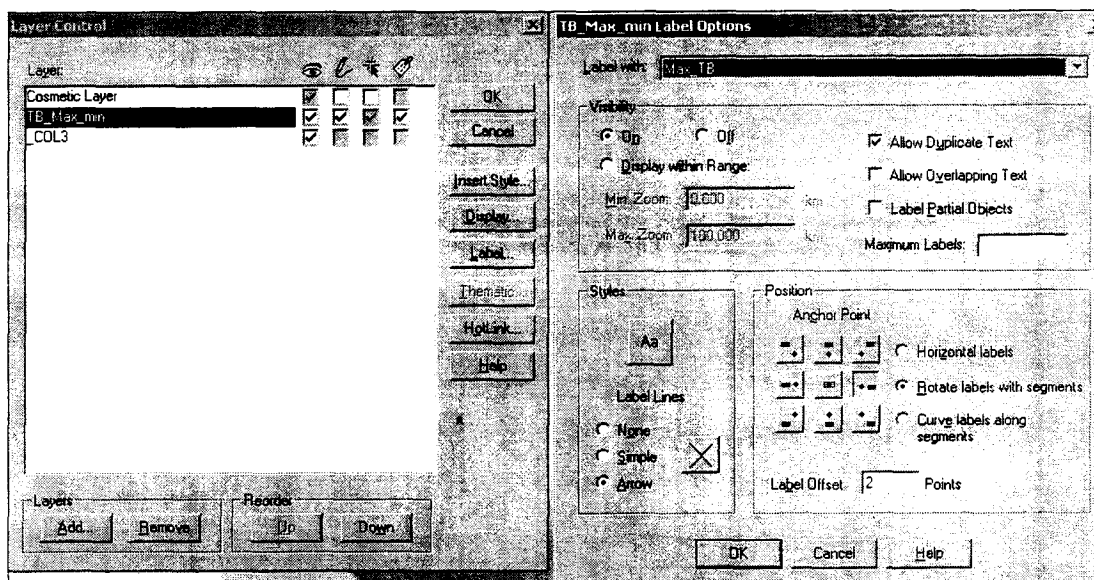 Layer Control
Layer:
Cosmetic Layer
TB_Max_min
_COL3
OK
Cancel
Insert Style...
Display...
Label...
Thematic
HotLink...
Help
Layers
Add...
Remove
Reorder
Up
Down
TB_Max_min Label Options
Label with:
Max_TB
Visibility
On
Off
Display within Range:
Min. Zoom:
0.000
km
Max. Zoom:
100.000
km
Allow Duplicate Text
Allow Overlapping Text
Label Partial Objects
Maximum Labels:
Styles
Aa
Label Lines
None
Simple
Arrow
Position
Anchor Point
Horizontal labels
Rotate labels with segments
Curve labels along
segments
Label Offset
2
Points
OK
Cancel
Help